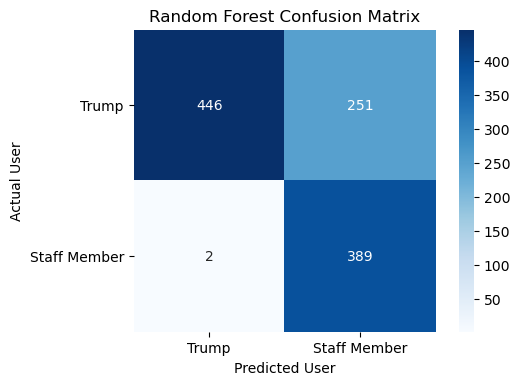 Random Forest Confusion Matrix
Actual User
Trump
446
251
Staff Member
2
389
Trump
Staff Member
Predicted User
400
350
300
250
200
150
100
50